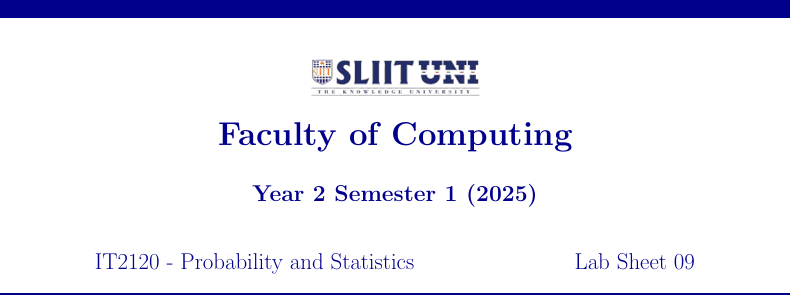 SLIIT UNI
THE KNOWLEDGE UNIVERSITY
Faculty of Computing
Year 2 Semester 1 (2025)
IT2120 - Probability and Statistics Lab Sheet 09